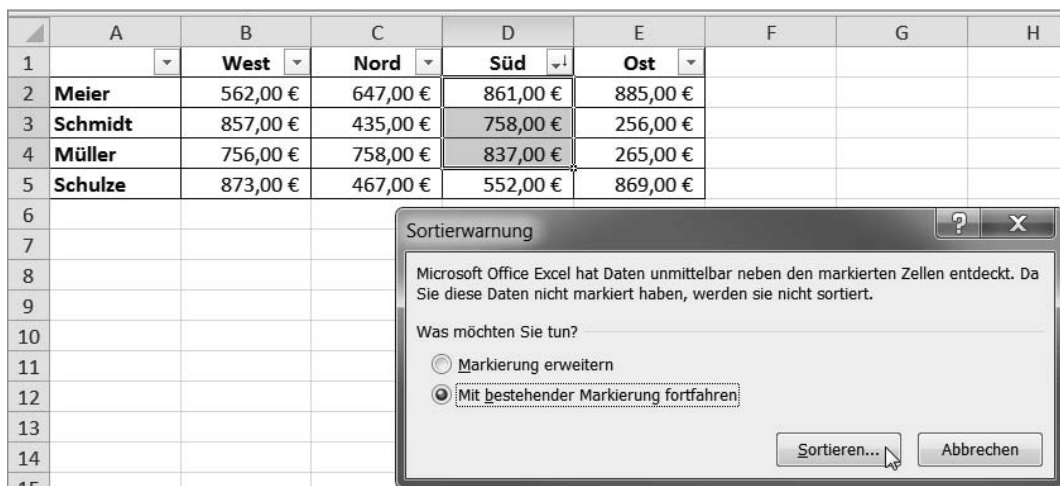 A B C D E F G H
1 West Nord Süd Ost
2 Meier 562,00 € 647,00 € 861,00 € 885,00 €
3 Schmidt 857,00 € 435,00 € 758,00 € 256,00 €
4 Müller 756,00 € 758,00 € 837,00 € 265,00 €
5 Schulze 873,00 € 467,00 € 552,00 € 869,00 €
6
7
8
9
10
11
12
13
14
15
Sortierwarnung
Microsoft Office Excel hat Daten unmittelbar neben den markierten Zellen entdeckt. Da
Sie diese Daten nicht markiert haben, werden sie nicht sortiert.
Was möchten Sie tun?
Markierung erweitern
Mit bestehender Markierung fortfahren
Sortieren... Abbrechen